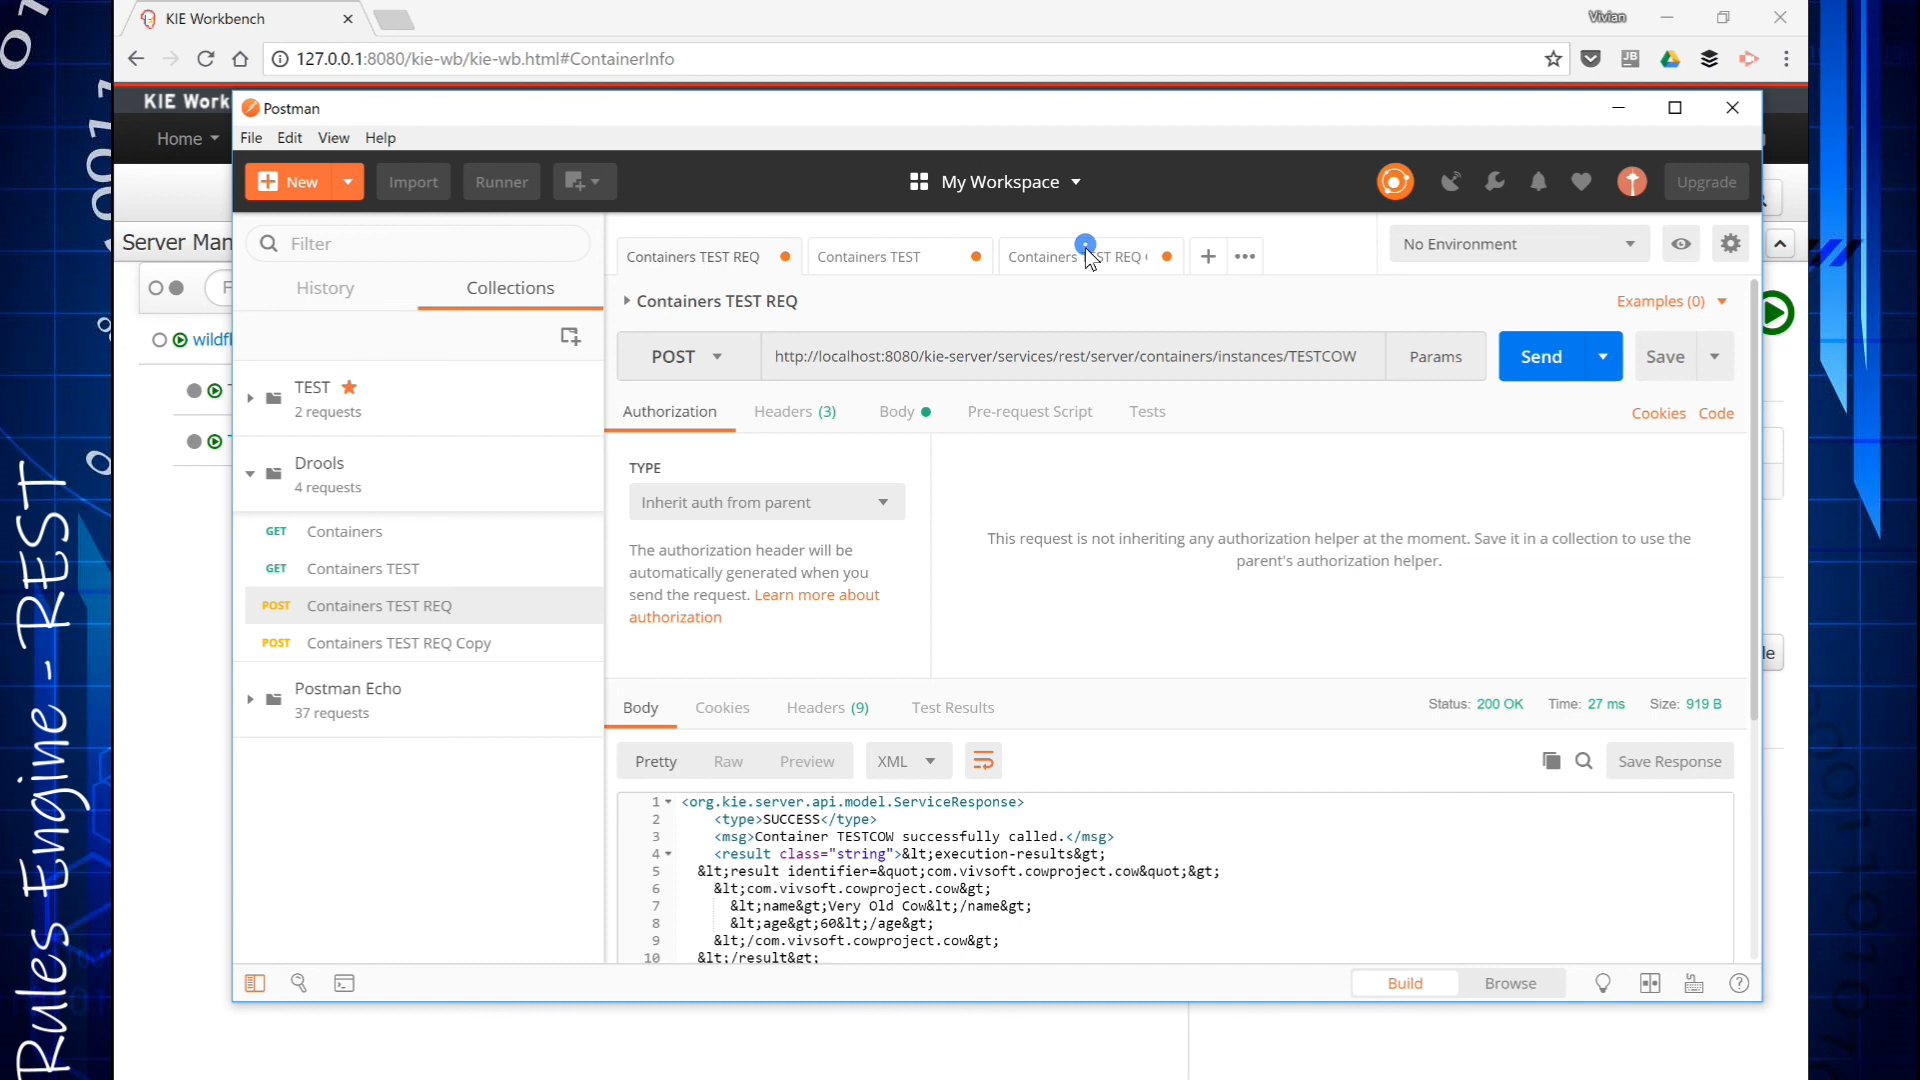 KIE Workbench
Vivian
127.0.0.1:8080/kie-wb/kie-wb.html#ContainerInfo
KIE Work
Postman
Home
File Edit View Help
New Import Runner
My Workspace
Upgrade
Server Man
Filter
F
History Collections
wildfl
TEST
2 requests
Drools
4 requests
GET Containers
GET Containers TEST
POST Containers TEST REQ
POST Containers TEST REQ Copy
Postman Echo
37 requests
Containers TEST REQ
Containers TEST
Containers ST REQ
No Environment
Containers TEST REQ
Examples (0)
POST http://localhost:8080/kie-server/services/rest/server/containers/instances/TESTCOW Params Send Save
Authorization Headers (3) Body Pre-request Script Tests
Cookies Code
TYPE
Inherit auth from parent
The authorization header will be
automatically generated when you
send the request. Learn more about
authorization
This request is not inheriting any authorization helper at the moment. Save it in a collection to use the
parent's authorization helper.
le
Body Cookies Headers (9) Test Results
Status: 200 OK Time: 27 ms Size: 919 B
Pretty Raw Preview XML
Save Response
1 <org.kie.server.api.model.ServiceResponse>
2 <type>SUCCESS</type>
3 <msg>Container TESTCOW successfully called.</msg>
4 <result class="string">&lt;execution-results&gt;
5 &lt;result identifier=&quot;com.vivsoft.cowproject.cow&quot;&gt;
6 &lt;com.vivsoft.cowproject.cow&gt;
7 &lt;name&gt;Very Old Cow&lt;/name&gt;
8 &lt;age&gt;60&lt;/age&gt;
9 &lt;/com.vivsoft.cowproject.cow&gt;
10 &lt;/result&gt;
Build Browse
Rules Engine - REST